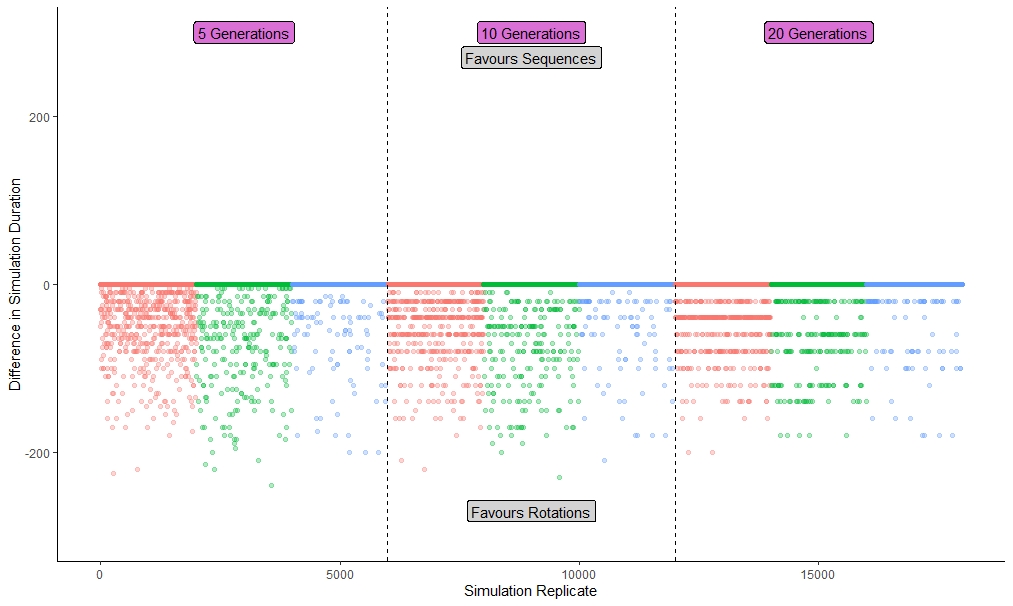 5 Generations
10 Generations
20 Generations
Favours Sequences
200
0
-200
Difference in Simulation Duration
Favours Rotations
0
5000
10000
15000
Simulation Replicate